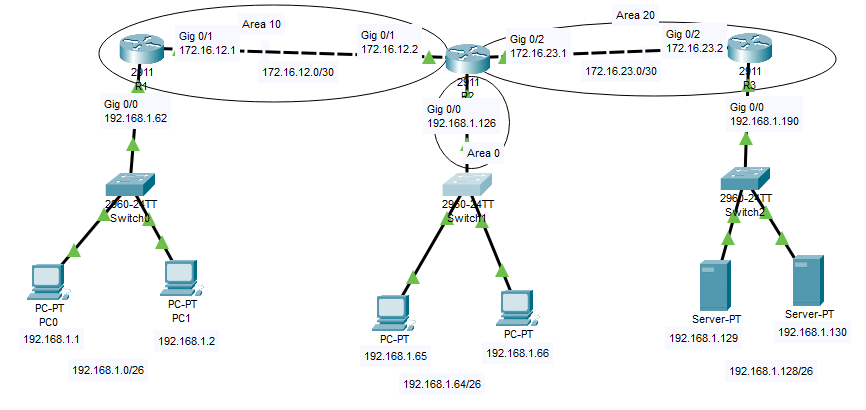 Area 10
Area 20
Gig 0/1
172.16.12.1
Gig 0/1
172.16.12.2
Gig 0/2
172.16.23.1
Gig 0/2
172.16.23.2
172.16.12.0/30
172.16.23.0/30
2911
R1
2911
R2
2911
R3
Gig 0/0
192.168.1.62
Gig 0/0
192.168.1.126
Gig 0/0
192.168.1.190
Area 0
2960-24TT
Switch0
2960-24TT
Switch1
2960-24TT
Switch2
PC-PT
PC0
PC-PT
PC1
PC-PT
PC-PT
Server-PT
Server-PT
192.168.1.1
192.168.1.2
192.168.1.65
192.168.1.66
192.168.1.129
192.168.1.130
192.168.1.0/26
192.168.1.64/26
192.168.1.128/26